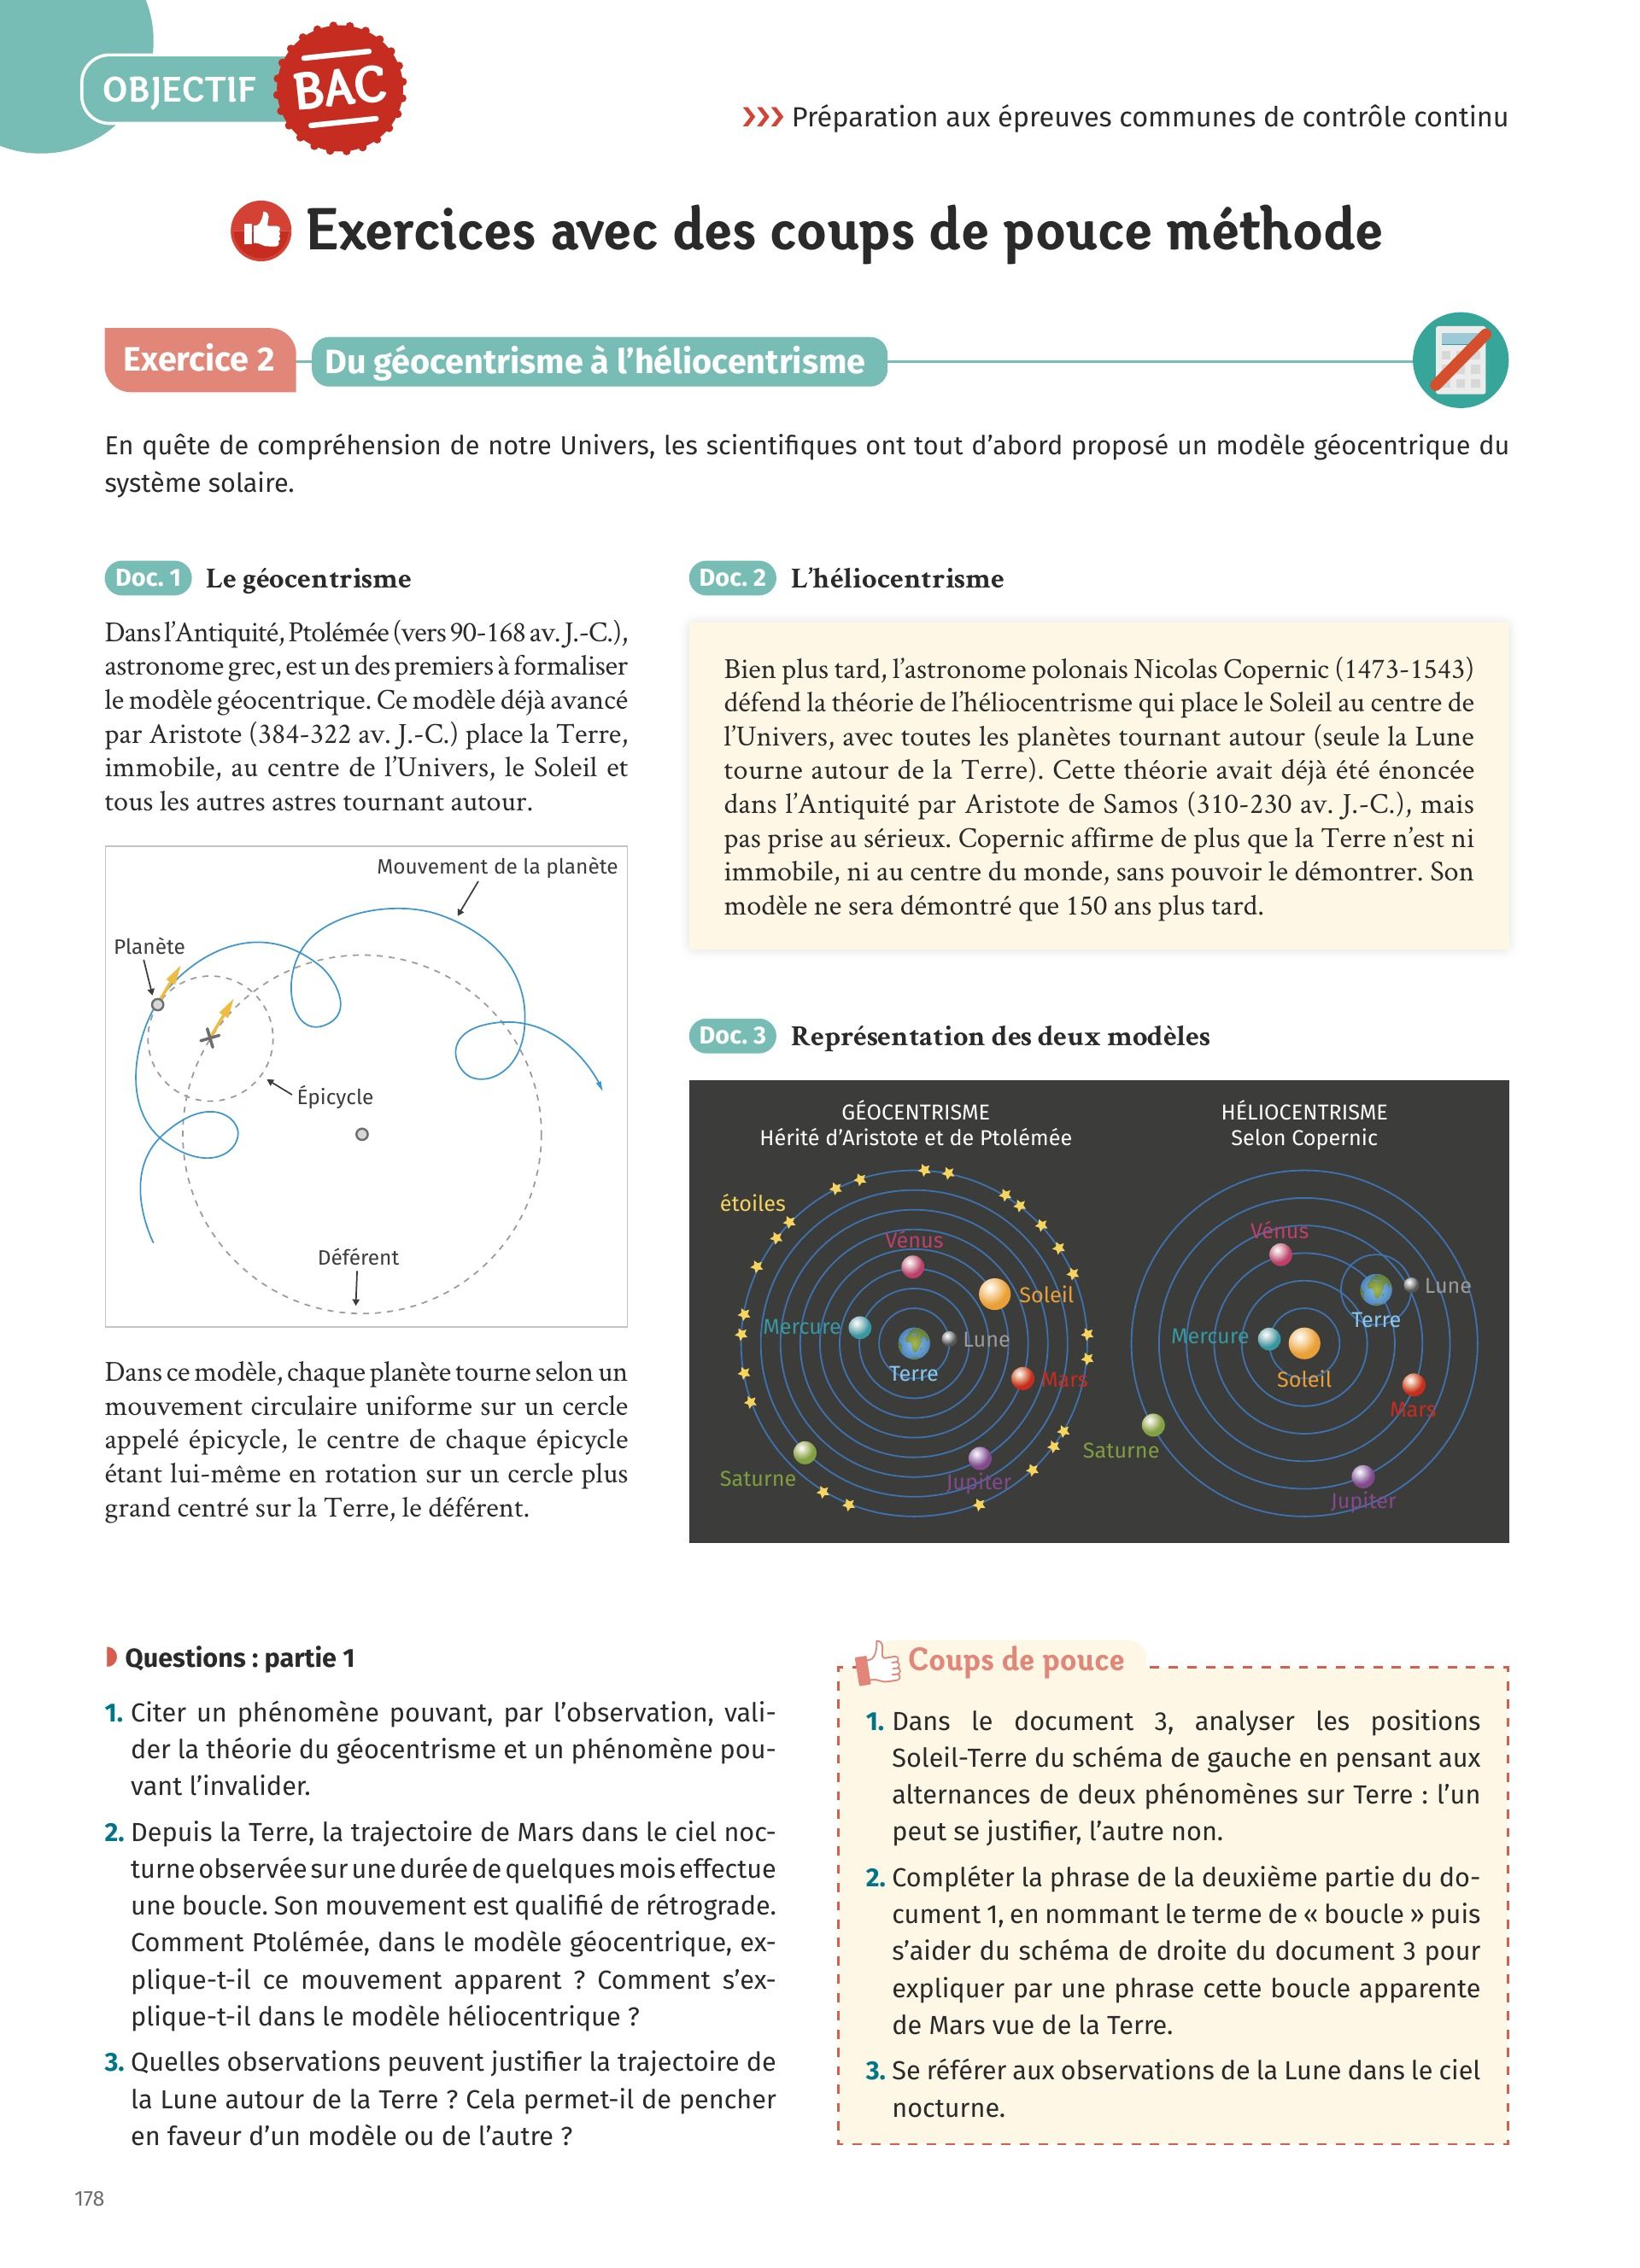 OBJECTIF
BAC
Préparation aux épreuves communes de contrôle continu
Exercices avec des coups de pouce méthode
Exercice 2
Du géocentrisme à l’héliocentrisme
En quête de compréhension de notre Univers, les scientifiques ont tout d’abord proposé un modèle géocentrique du
système solaire.
Doc. 1 Le géocentrisme
Dans l’Antiquité, Ptolémée (vers 90-168 av. J.-C.),
astronome grec, est un des premiers à formaliser
le modèle géocentrique. Ce modèle déjà avancé
par Aristote (384-322 av. J.-C.) place la Terre,
immobile, au centre de l’Univers, le Soleil et
tous les autres astres tournant autour.
Mouvement de la planète
Planète
Épicycle
Déférent
Dans ce modèle, chaque planète tourne selon un
mouvement circulaire uniforme sur un cercle
appelé épicycle, le centre de chaque épicycle
étant lui-même en rotation sur un cercle plus
grand centré sur la Terre, le déférent.
Doc. 2 L’héliocentrisme
Bien plus tard, l’astronome polonais Nicolas Copernic (1473-1543)
défend la théorie de l’héliocentrisme qui place le Soleil au centre de
l’Univers, avec toutes les planètes tournant autour (seule la Lune
tourne autour de la Terre). Cette théorie avait déjà été énoncée
dans l’Antiquité par Aristote de Samos (310-230 av. J.-C.), mais
pas prise au sérieux. Copernic affirme de plus que la Terre n’est ni
immobile, ni au centre du monde, sans pouvoir le démontrer. Son
modèle ne sera démontré que 150 ans plus tard.
Doc. 3 Représentation des deux modèles
GÉOCENTRISME
Hérité d’Aristote et de Ptolémée
étoiles
Vénus
Soleil
Mercure
Lune
Terre
Mars
Saturne
Jupiter
HÉLIOCENTRISME
Selon Copernic
Vénus
Lune
Terre
Mercure
Soleil
Mars
Saturne
Jupiter
Questions : partie 1
1. Citer un phénomène pouvant, par l’observation, vali-
der la théorie du géocentrisme et un phénomène pou-
vant l’invalider.
2. Depuis la Terre, la trajectoire de Mars dans le ciel noc-
turne observée sur une durée de quelques mois effectue
une boucle. Son mouvement est qualifié de rétrograde.
Comment Ptolémée, dans le modèle géocentrique, ex-
plique-t-il ce mouvement apparent ? Comment s’ex-
plique-t-il dans le modèle héliocentrique ?
3. Quelles observations peuvent justifier la trajectoire de
la Lune autour de la Terre ? Cela permet-il de pencher
en faveur d’un modèle ou de l’autre ?
Coups de pouce
1. Dans le document 3, analyser les positions
Soleil-Terre du schéma de gauche en pensant aux
alternances de deux phénomènes sur Terre : l’un
peut se justifier, l’autre non.
2. Compléter la phrase de la deuxième partie du do-
cument 1, en nommant le terme de « boucle » puis
s’aider du schéma de droite du document 3 pour
expliquer par une phrase cette boucle apparente
de Mars vue de la Terre.
3. Se référer aux observations de la Lune dans le ciel
nocturne.
178